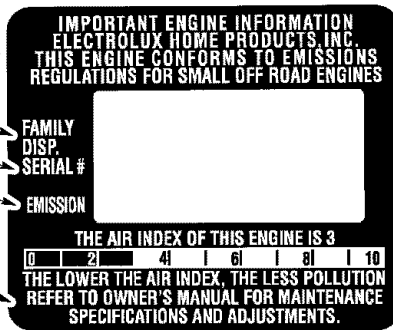 IMPORTANT ENGINE INFORMATION
ELECTROLUX HOME PRODUCTS, INC.
THIS ENGINE CONFORMS TO EMISSIONS
REGULATIONS FOR SMALL OFF ROAD ENGINES
FAMILY
DISP.
SERIAL #
EMISSION
THE AIR INDEX OF THIS ENGINE IS 3
0 2 4 6 8 10
THE LOWER THE AIR INDEX, THE LESS POLLUTION
REFER TO OWNER'S MANUAL FOR MAINTENANCE
SPECIFICATIONS AND ADJUSTMENTS.